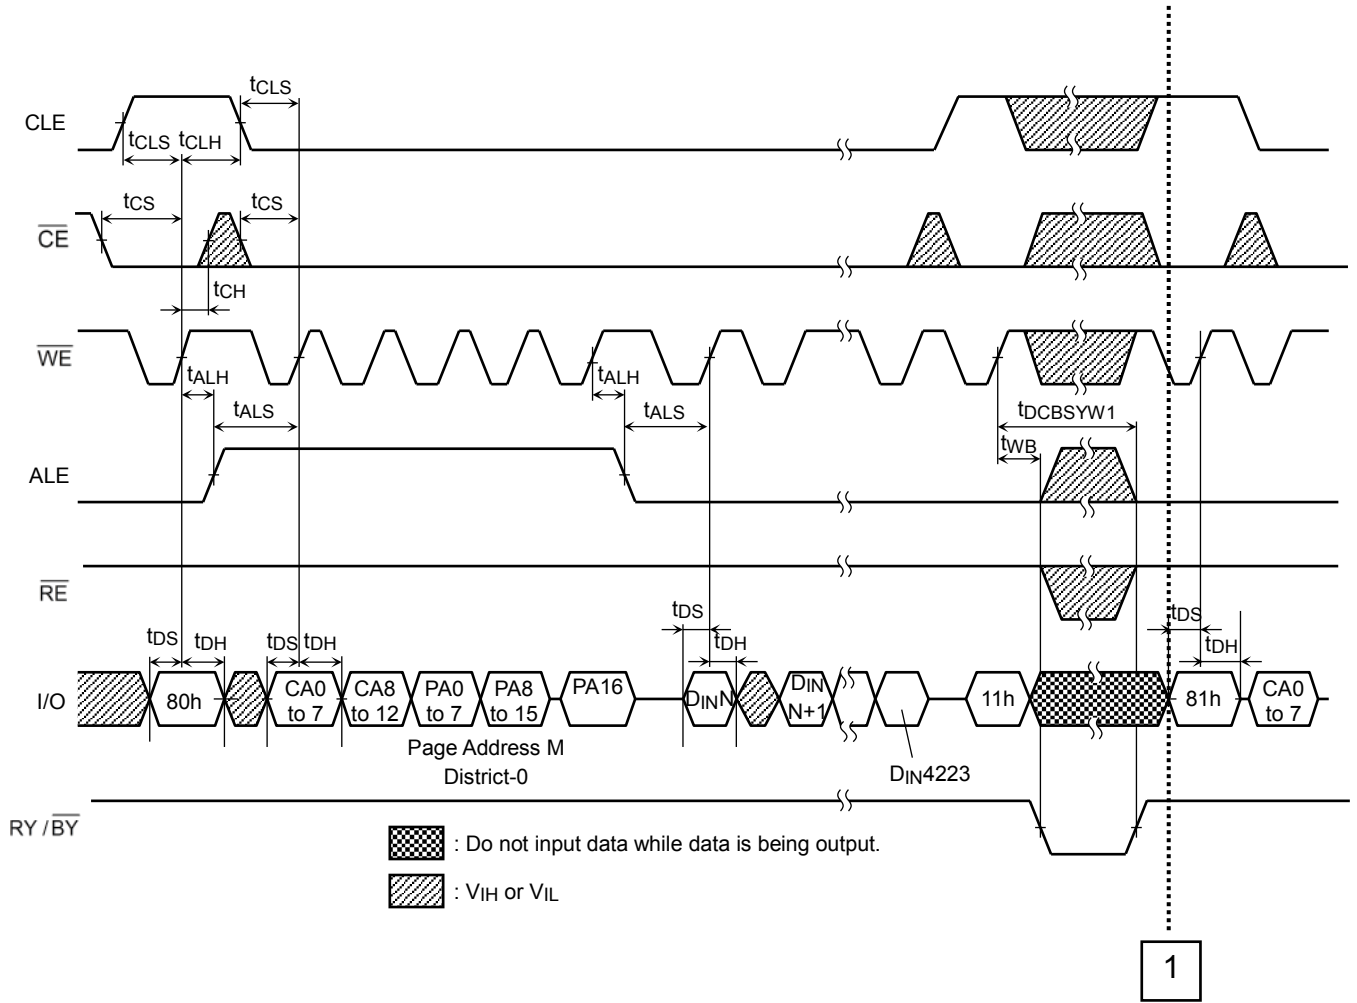 tCLS
CLE
tCLS tCLH
tCS tCS
CE
tCH
WE
tALH tALH
tALS tALS tDCBSYW1
tWB
ALE
RE
tDS tDH tDS tDH tDS tDH tDS tDH
I/O 80h CA0 to 7 CA8 to 12 PA0 to 7 PA8 to 15 PA16 DINN DIN N+1 11h 81h CA0 to 7
Page Address M
District-0
DIN4223
RY / BY
: Do not input data while data is being output.
: VIH or VIL
1